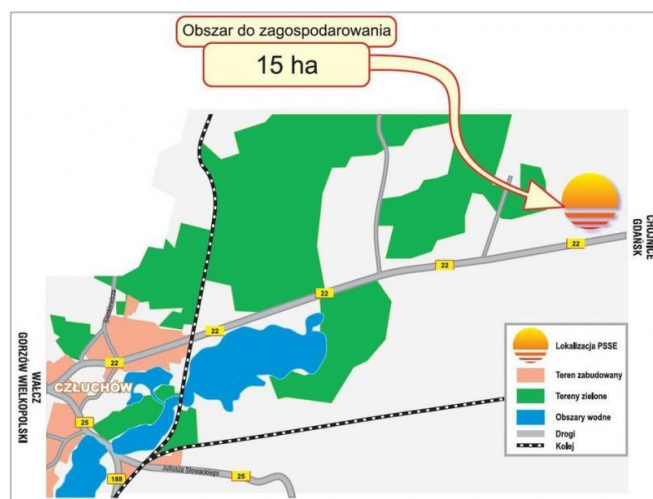 Obszar do zagospodarowania
15 ha
CHOJNICE
GDAŃSK
22
22
22
22
22
WAŁCZ
GORZÓW WIELKOPOLSKI
CZŁUCHÓW
25
188
Juliusza Słowackiego
25
Lokalizacja PSSE
Teren zabudowany
Tereny zielone
Obszary wodne
Drogi
Kolej